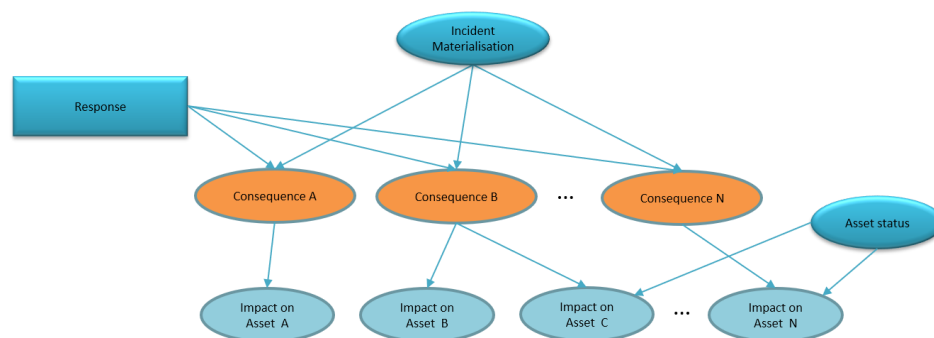 Incident
Materialisation
Response
Consequence A
Consequence B
...
Consequence N
Asset status
Impact on
Asset A
Impact on
Asset B
Impact on
Asset C
...
Impact on
Asset N